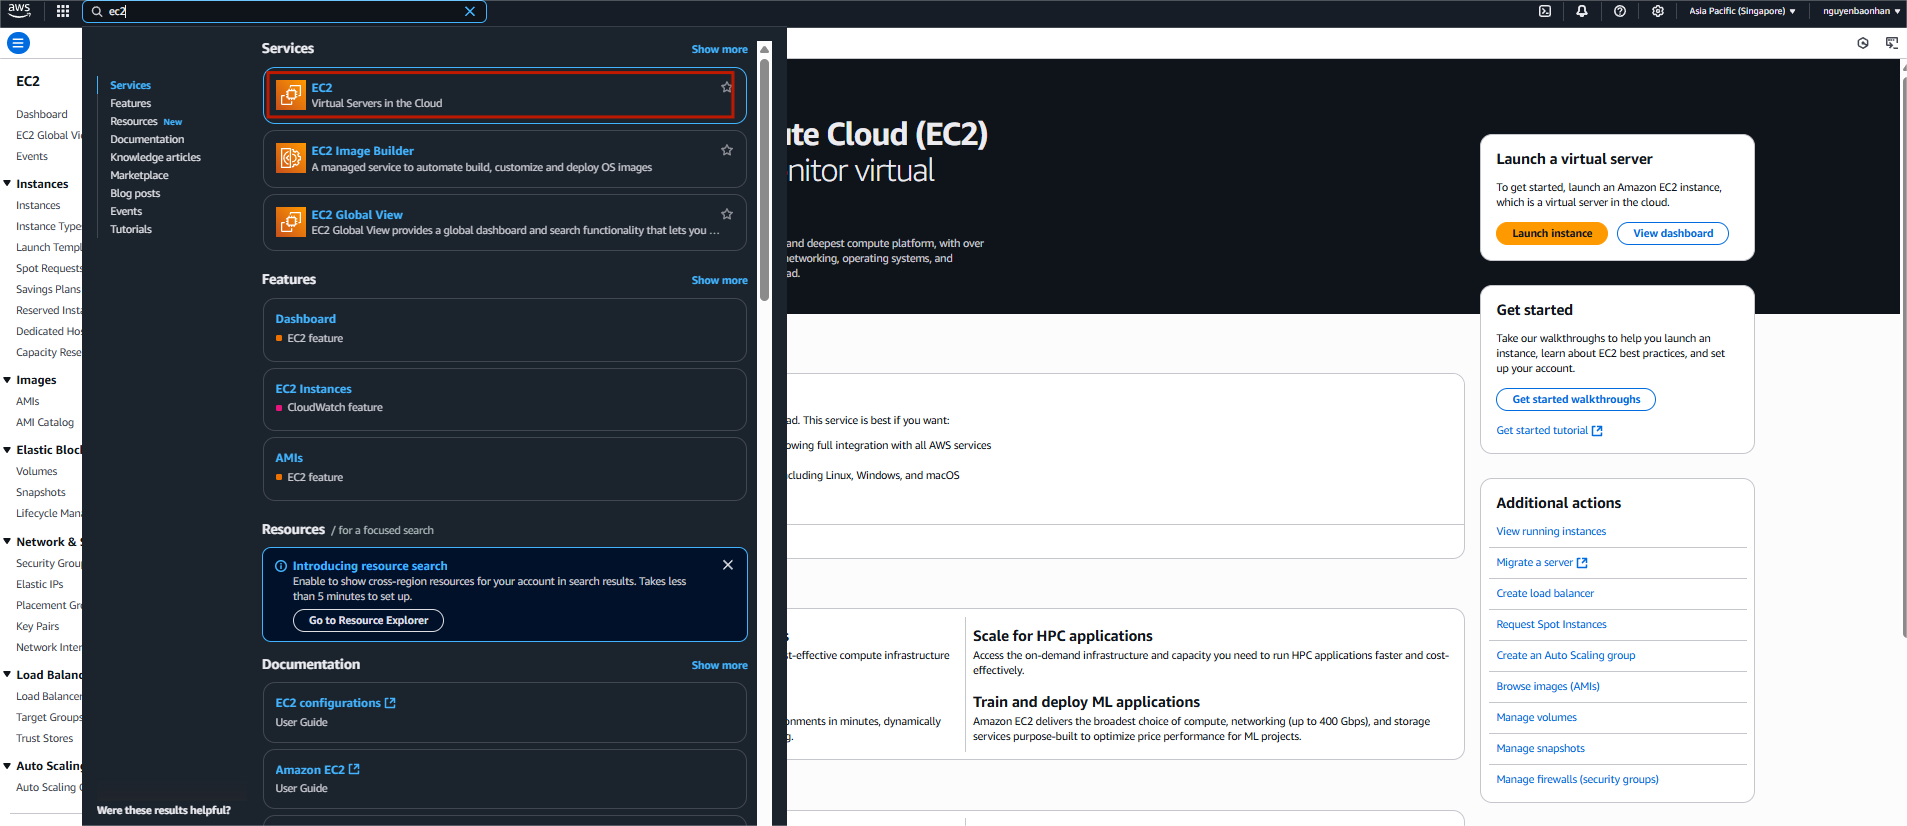 aws
ec2
Asia Pacific (Singapore)
nguyenbaonhan
EC2
Dashboard
EC2 Global Vi
Events
Instances
Instances
Instance Type
Launch Templ
Spot Requests
Savings Plans
Reserved Insta
Dedicated Hos
Capacity Rese
Images
AMIs
AMI Catalog
Elastic Block
Volumes
Snapshots
Lifecycle Mana
Network & S
Security Group
Elastic IPs
Placement Gro
Key Pairs
Network Inter
Load Balanc
Load Balancer
Target Groups
Trust Stores
Auto Scaling
Auto Scaling G
Services
Features
Resources New
Documentation
Knowledge articles
Marketplace
Blog posts
Events
Tutorials
Were these results helpful?
Services
Show more
EC2
Virtual Servers in the Cloud
EC2 Image Builder
A managed service to automate build, customize and deploy OS images
EC2 Global View
EC2 Global View provides a global dashboard and search functionality that lets you ...
Features
Show more
Dashboard
EC2 feature
EC2 Instances
CloudWatch feature
AMIs
EC2 feature
Resources / for a focused search
Introducing resource search
Enable to show cross-region resources for your account in search results. Takes less
than 5 minutes to set up.
Go to Resource Explorer
Documentation
Show more
EC2 configurations
User Guide
Amazon EC2
User Guide
ute Cloud (EC2)
nitor virtual
and deepest compute platform, with over
networking, operating systems, and
ad.
ad. This service is best if you want:
owing full integration with all AWS services
cluding Linux, Windows, and macOS
s
t-effective compute infrastructure
onments in minutes, dynamically
g.
Scale for HPC applications
Access the on-demand infrastructure and capacity you need to run HPC applications faster and cost-
effectively.
Train and deploy ML applications
Amazon EC2 delivers the broadest choice of compute, networking (up to 400 Gbps), and storage
services purpose-built to optimize price performance for ML projects.
Launch a virtual server
To get started, launch an Amazon EC2 instance,
which is a virtual server in the cloud.
Launch instance
View dashboard
Get started
Take our walkthroughs to help you launch an
instance, learn about EC2 best practices, and set
up your account.
Get started walkthroughs
Get started tutorial
Additional actions
View running instances
Migrate a server
Create load balancer
Request Spot Instances
Create an Auto Scaling group
Browse images (AMIs)
Manage volumes
Manage snapshots
Manage firewalls (security groups)